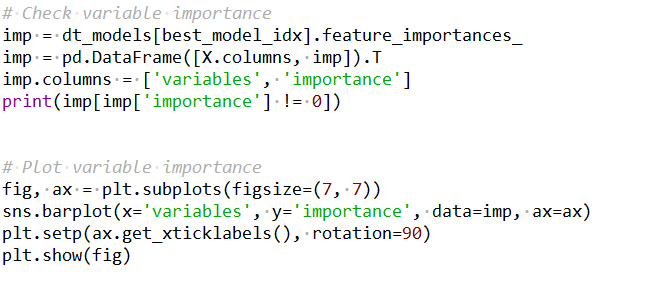 # Check variable importance
imp = dt_models[best_model_idx].feature_importances_
imp = pd.DataFrame([X.columns, imp]).T
imp.columns = ['variables', 'importance']
print(imp[imp['importance'] != 0])
# Plot variable importance
fig, ax = plt.subplots(figsize=(7, 7))
sns.barplot(x='variables', y='importance', data=imp, ax=ax)
plt.setp(ax.get_xticklabels(), rotation=90)
plt.show(fig)